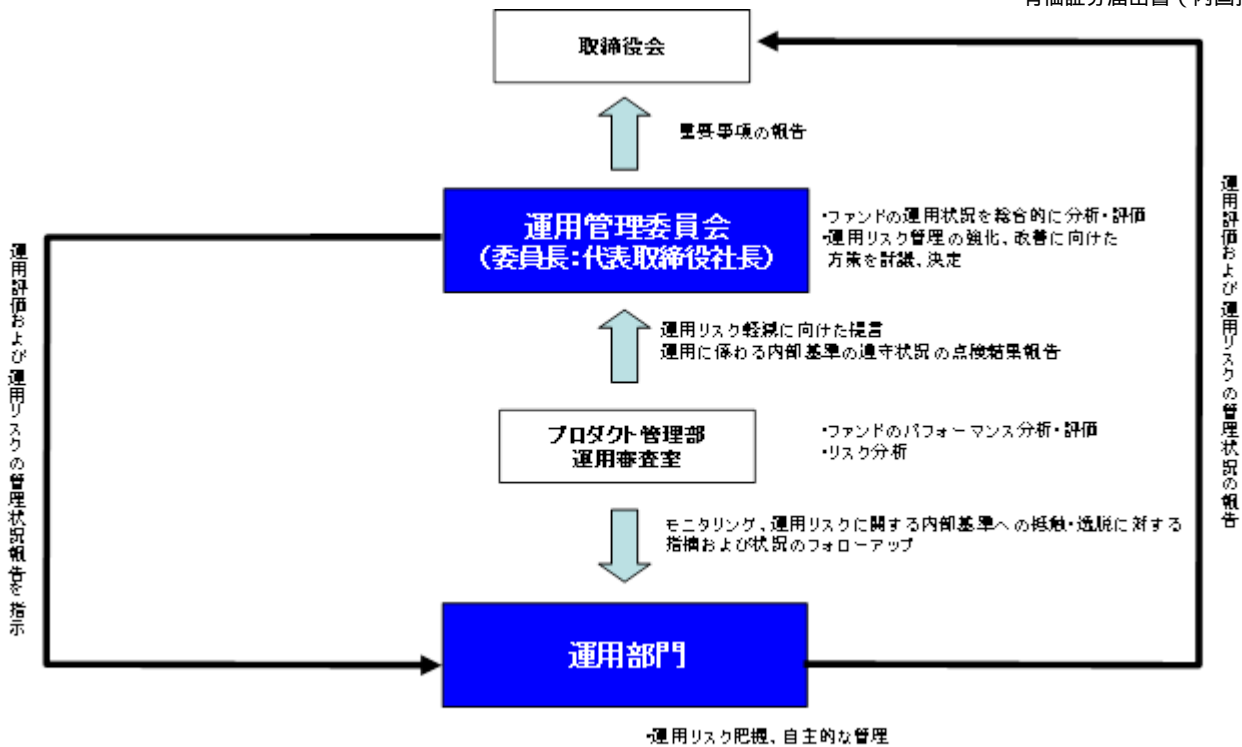 有価証券届出書（内国
取締役会
重要事項の報告
運用管理委員会
（委員長：代表取締役社長）
・ファンドの運用状況を総合的に分析・評価
・運用リスク管理の強化、改善に向けた
方策を討議、決定
運用リスク軽減に向けた提言
運用に係わる内部基準の遵守状況の点検結果報告
プロダクト管理部
運用審査室
・ファンドのパフォーマンス分析・評価
・リスク分析
モニタリング、運用リスクに関する内部基準への抵触・逸脱に対する
指摘および状況のフォローアップ
運用部門
・運用リスク把握、自主的な管理
運用評価および運用リスクの管理状況報告を指示
運用評価および運用リスクの管理状況の報告